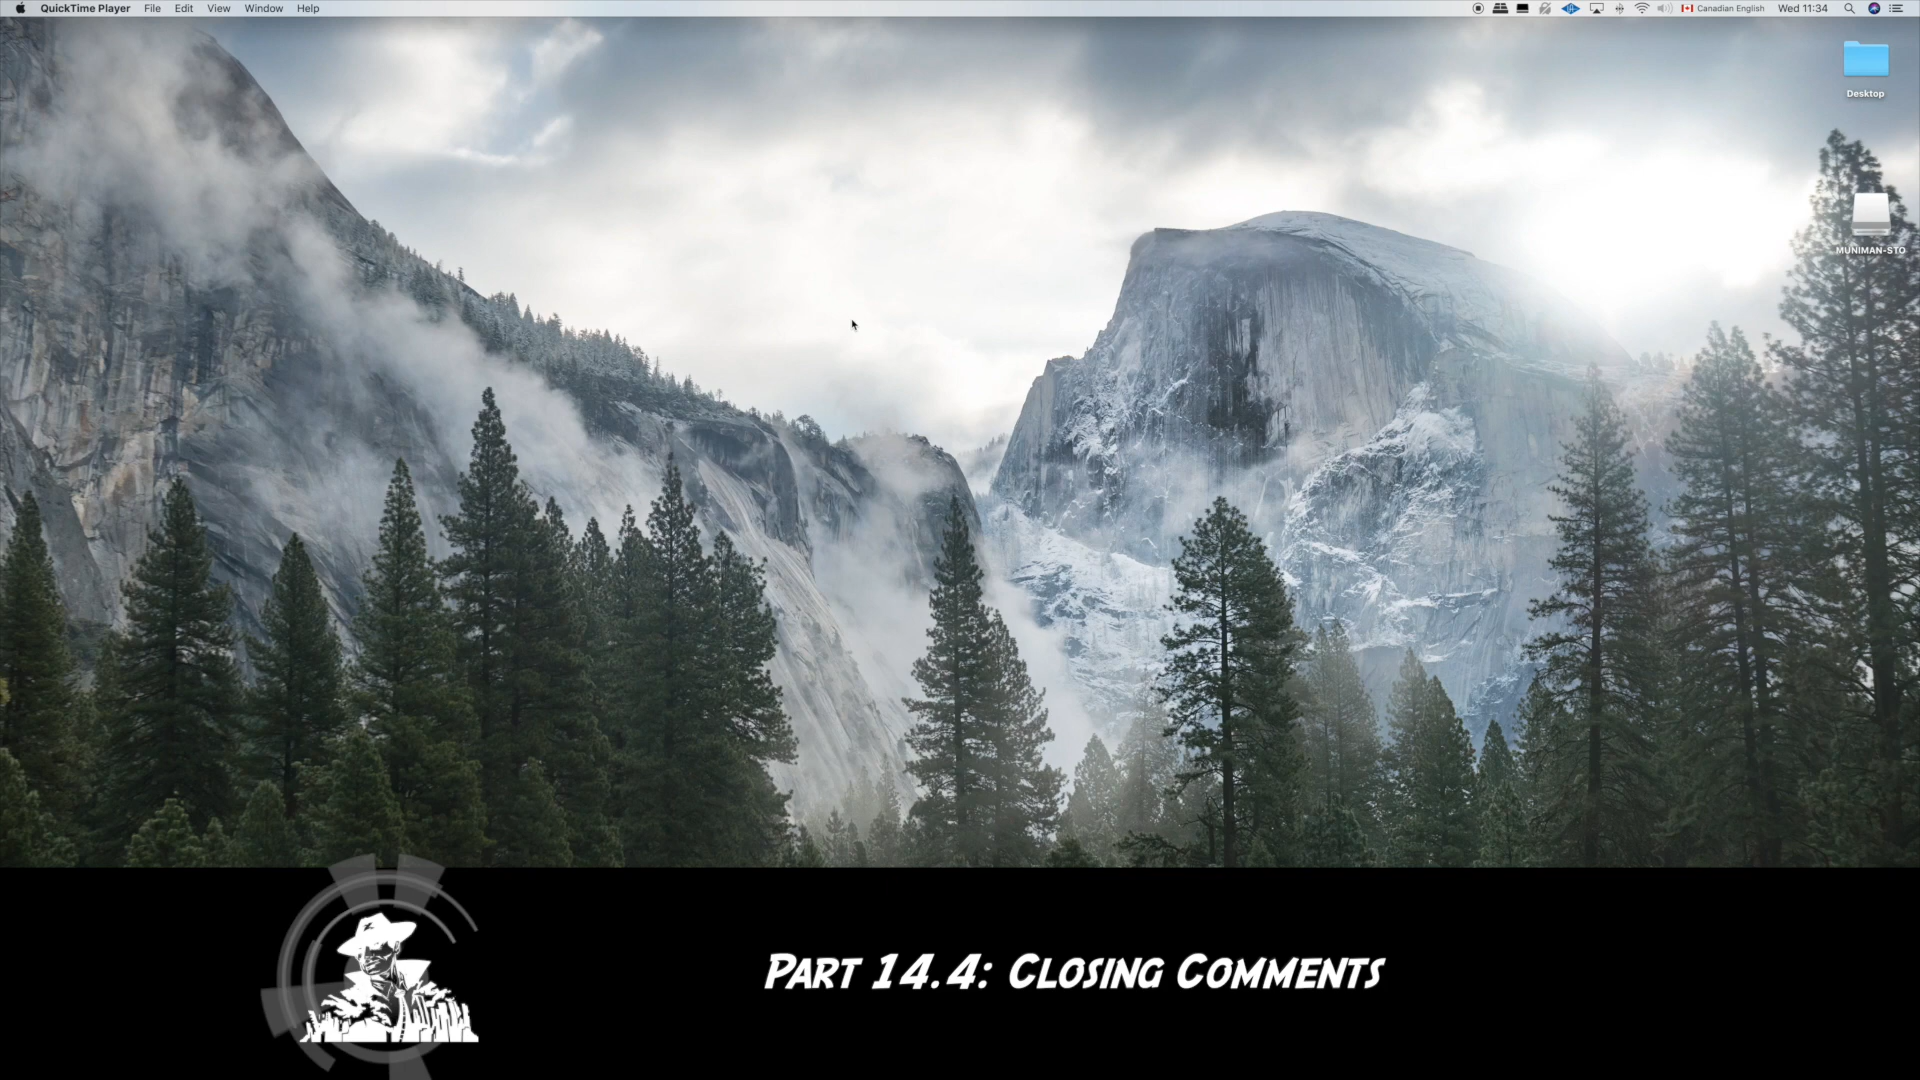 QuickTime Player File Edit View Window Help Canadian English Wed 11:34
Desktop
MUNIMAN-STO
Part 14.4: Closing Comments